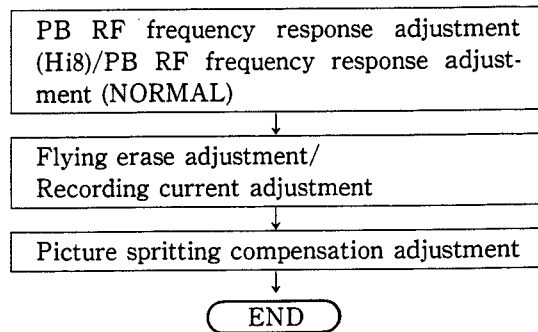 PB RF frequency response adjustment
(Hi8)/PB RF frequency response adjust-
ment (NORMAL)
Flying erase adjustment/
Recording current adjustment
Picture spritting compensation adjustment
END